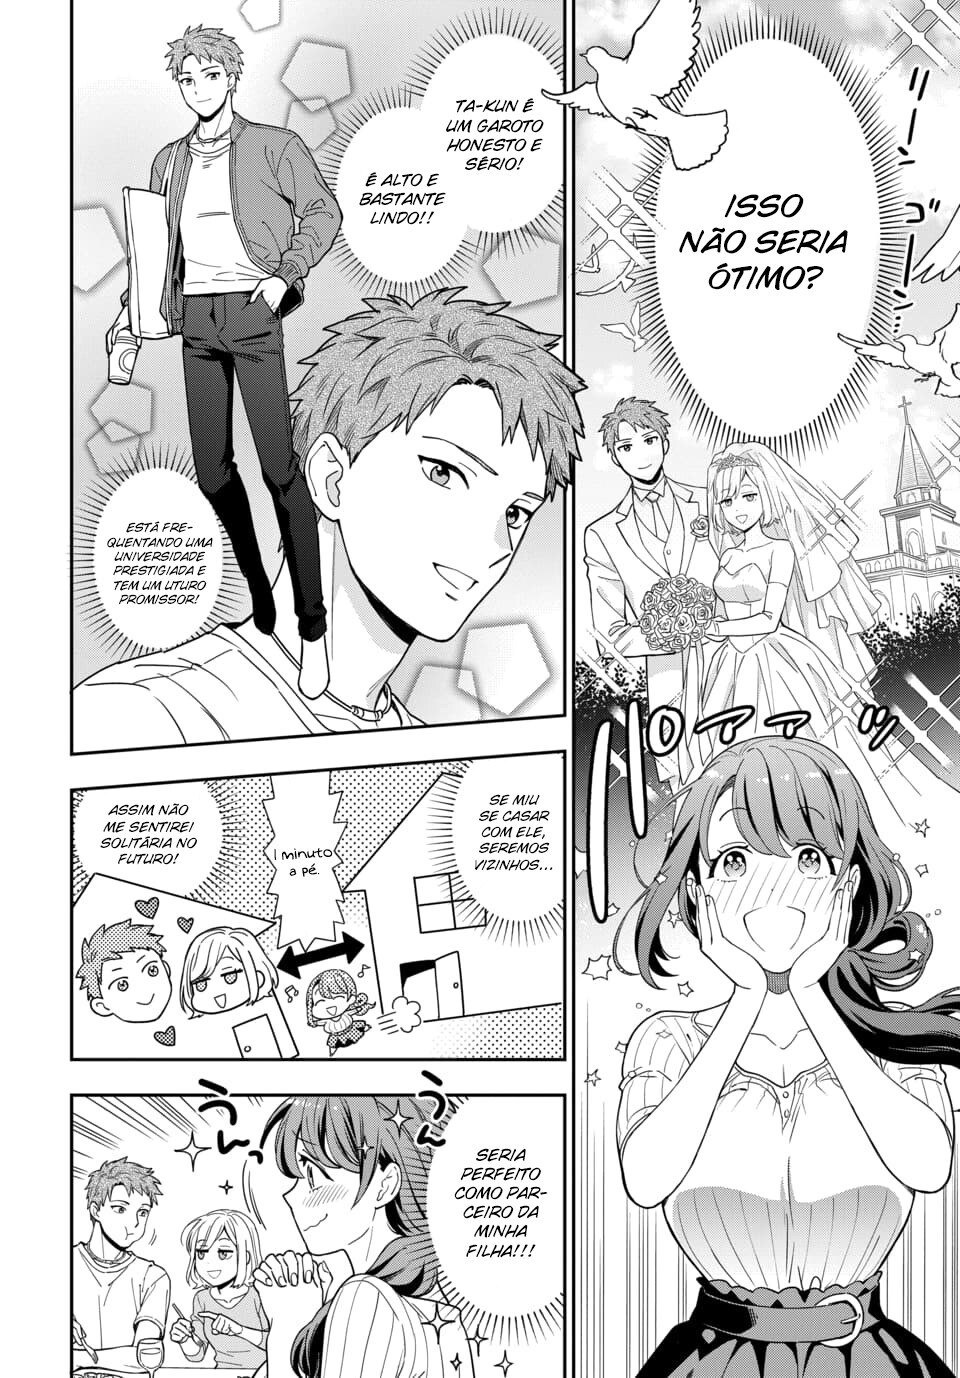 ISSO
NÃO SERIA
ÓTIMO?
TA-KUN É
UM GAROTO
HONESTO E
SÉRIO!
É ALTO E
BASTANTE
LINDO!!
ESTÁ FRE-
QUENTANDO UMA
UNIVERSIDADE
PRESTIGIADA E
TEM UM UTURO
PROMISSOR!
SE MIU
SE CASAR
COM ELE,
SEREMOS
VIZINHOS...
1 minuto
a pé.
ASSIM NÃO
ME SENTIREI
SOLITÁRIA NO
FUTURO!
SERIA
PERFEITO
COMO PAR-
CEIRO DA
MINHA
FILHA!!!